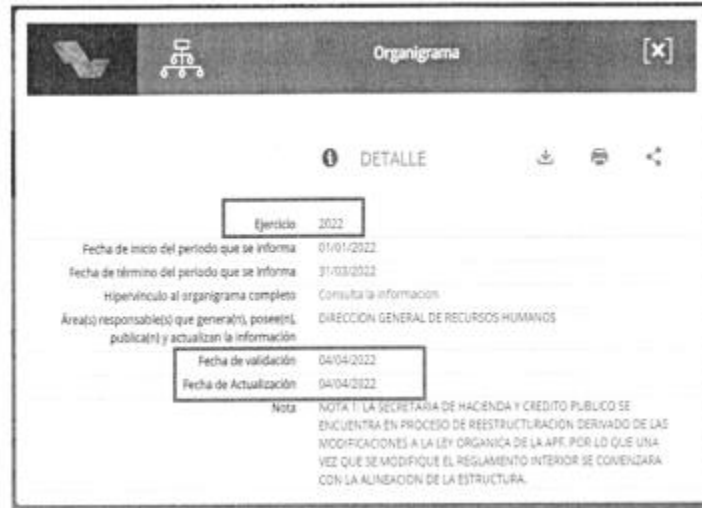 Organigrama [x]
DETALLE
Ejercicio 2022
Fecha de inicio del periodo que se informa 01/01/2022
Fecha de término del periodo que se informa 31/03/2022
Hipervínculo al organigrama completo Consulta la información
Área(s) responsable(s) que genera(n), posee(n), DIRECCION GENERAL DE RECURSOS HUMANOS
publica(n) y actualizan la información
Fecha de validación 04/04/2022
Fecha de Actualización 04/04/2022
Nota NOTA 1: LA SECRETARIA DE HACIENDA Y CREDITO PUBLICO SE
ENCUENTRA EN PROCESO DE REESTRUCTURACION DERIVADO DE LAS
MODIFICACIONES A LA LEY ORGANICA DE LA APF, POR LO QUE UNA
VEZ QUE SE MODIFIQUE EL REGLAMENTO INTERIOR SE COMENZARA
CON LA ALINEACION DE LA ESTRUCTURA.